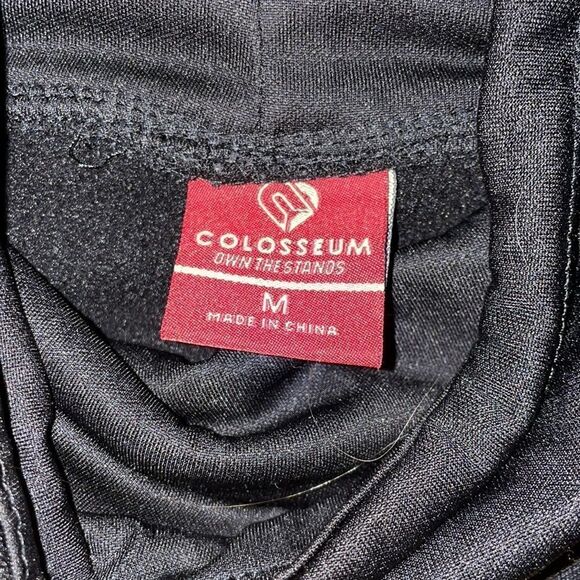 COLOSSEUM
OWN THE STANDS
M
MADE IN CHINA